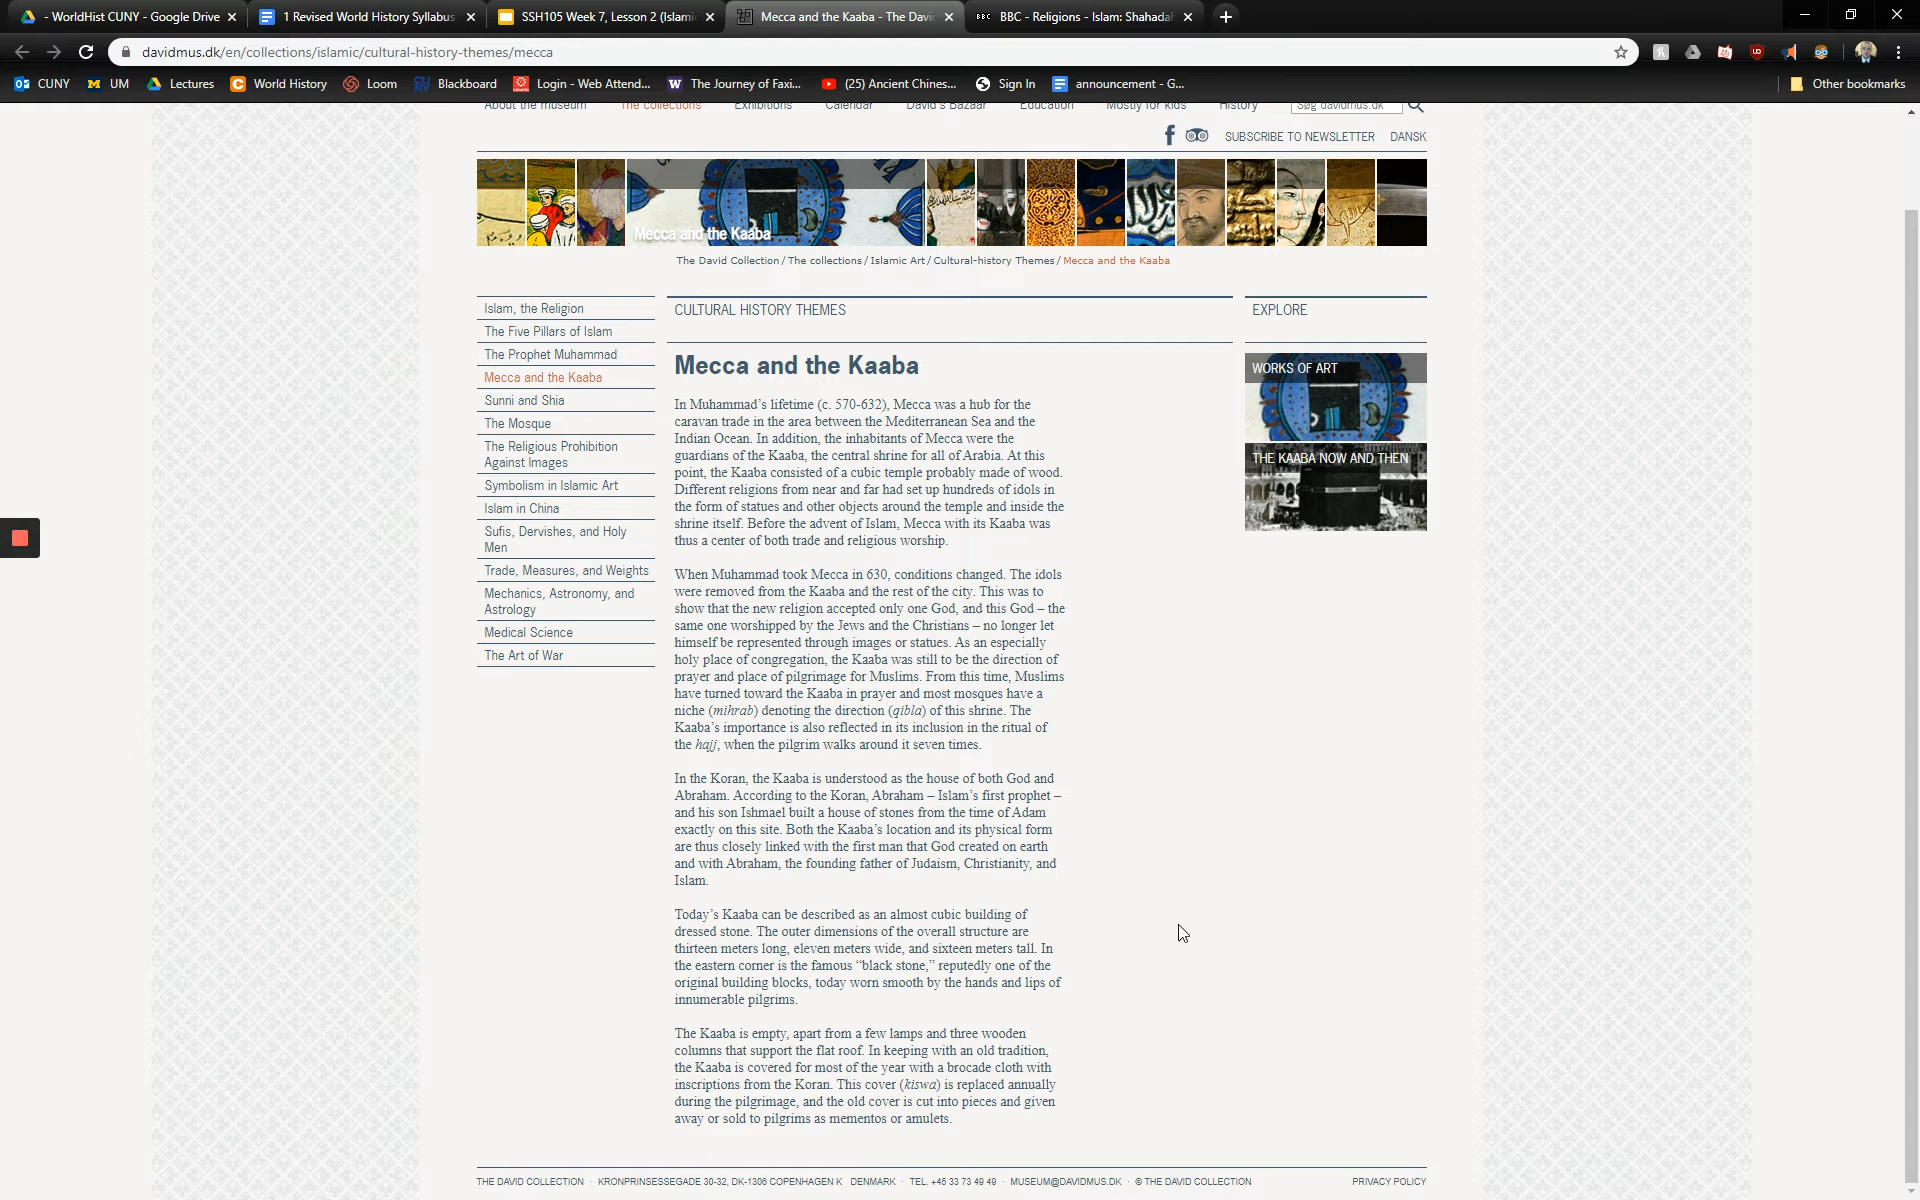 - WorldHist CUNY - Google Drive
1 Revised World History Syllabus
SSH105 Week 7, Lesson 2 (Islami
Mecca and the Kaaba - The Davi
BBC - Religions - Islam: Shahadah
davidmus.dk/en/collections/islamic/cultural-history-themes/mecca
CUNY
UM
Lectures
World History
Loom
Blackboard
Login - Web Attend...
The Journey of Faxi...
(25) Ancient Chines...
Sign In
announcement - G...
Other bookmarks
About the museum
The collections
Exhibitions
Calendar
David's Bazaar
Education
Mostly for kids
History
Søg davidmus.dk
SUBSCRIBE TO NEWSLETTER
DANSK
Mecca and the Kaaba
The David Collection / The collections / Islamic Art / Cultural-history Themes / Mecca and the Kaaba
Islam, the Religion
The Five Pillars of Islam
The Prophet Muhammad
Mecca and the Kaaba
Sunni and Shia
The Mosque
The Religious Prohibition
Against Images
Symbolism in Islamic Art
Islam in China
Sufis, Dervishes, and Holy
Men
Trade, Measures, and Weights
Mechanics, Astronomy, and
Astrology
Medical Science
The Art of War
CULTURAL HISTORY THEMES
Mecca and the Kaaba
In Muhammad's lifetime (c. 570-632), Mecca was a hub for the
caravan trade in the area between the Mediterranean Sea and the
Indian Ocean. In addition, the inhabitants of Mecca were the
guardians of the Kaaba, the central shrine for all of Arabia. At this
point, the Kaaba consisted of a cubic temple probably made of wood.
Different religions from near and far had set up hundreds of idols in
the form of statues and other objects around the temple and inside the
shrine itself. Before the advent of Islam, Mecca with its Kaaba was
thus a center of both trade and religious worship.
When Muhammad took Mecca in 630, conditions changed. The idols
were removed from the Kaaba and the rest of the city. This was to
show that the new religion accepted only one God, and this God – the
same one worshipped by the Jews and the Christians – no longer let
himself be represented through images or statues. As an especially
holy place of congregation, the Kaaba was still to be the direction of
prayer and place of pilgrimage for Muslims. From this time, Muslims
have turned toward the Kaaba in prayer and most mosques have a
niche (mihrab) denoting the direction (qibla) of this shrine. The
Kaaba's importance is also reflected in its inclusion in the ritual of
the hajj, when the pilgrim walks around it seven times.
In the Koran, the Kaaba is understood as the house of both God and
Abraham. According to the Koran, Abraham – Islam's first prophet –
and his son Ishmael built a house of stones from the time of Adam
exactly on this site. Both the Kaaba's location and its physical form
are thus closely linked with the first man that God created on earth
and with Abraham, the founding father of Judaism, Christianity, and
Islam.
Today's Kaaba can be described as an almost cubic building of
dressed stone. The outer dimensions of the overall structure are
thirteen meters long, eleven meters wide, and sixteen meters tall. In
the eastern corner is the famous “black stone,” reputedly one of the
original building blocks, today worn smooth by the hands and lips of
innumerable pilgrims.
The Kaaba is empty, apart from a few lamps and three wooden
columns that support the flat roof. In keeping with an old tradition,
the Kaaba is covered for most of the year with a brocade cloth with
inscriptions from the Koran. This cover (kiswa) is replaced annually
during the pilgrimage, and the old cover is cut into pieces and given
away or sold to pilgrims as mementos or amulets.
EXPLORE
WORKS OF ART
THE KAABA NOW AND THEN
THE DAVID COLLECTION · KRONPRINSESSEGADE 30-32, DK-1306 COPENHAGEN K DENMARK · TEL. +45 33 73 49 49 · MUSEUM@DAVIDMUS.DK · © THE DAVID COLLECTION
PRIVACY POLICY